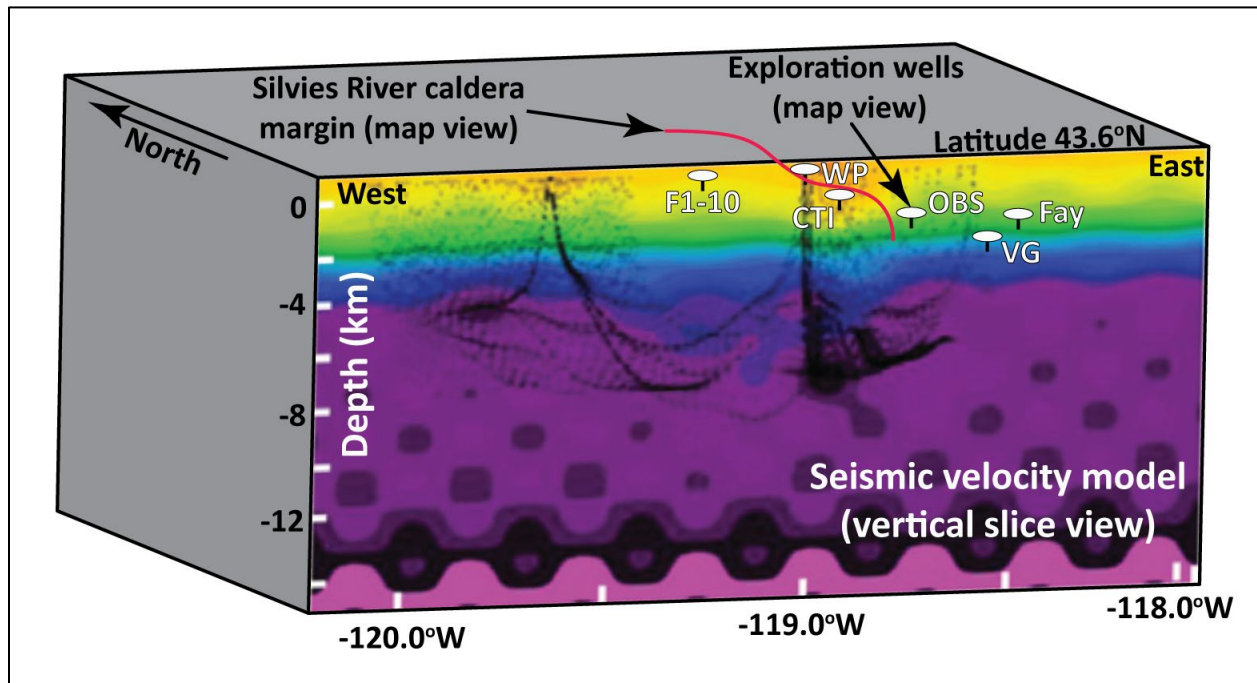 Silvies River caldera
margin (map view)
Exploration wells
(map view)
North
Latitude 43.6°N
West
East
0
-4
-8
-12
Depth (km)
F1-10
WP
CTI
OBS
Fay
VG
Seismic velocity model
(vertical slice view)
-120.0°W
-119.0°W
-118.0°W